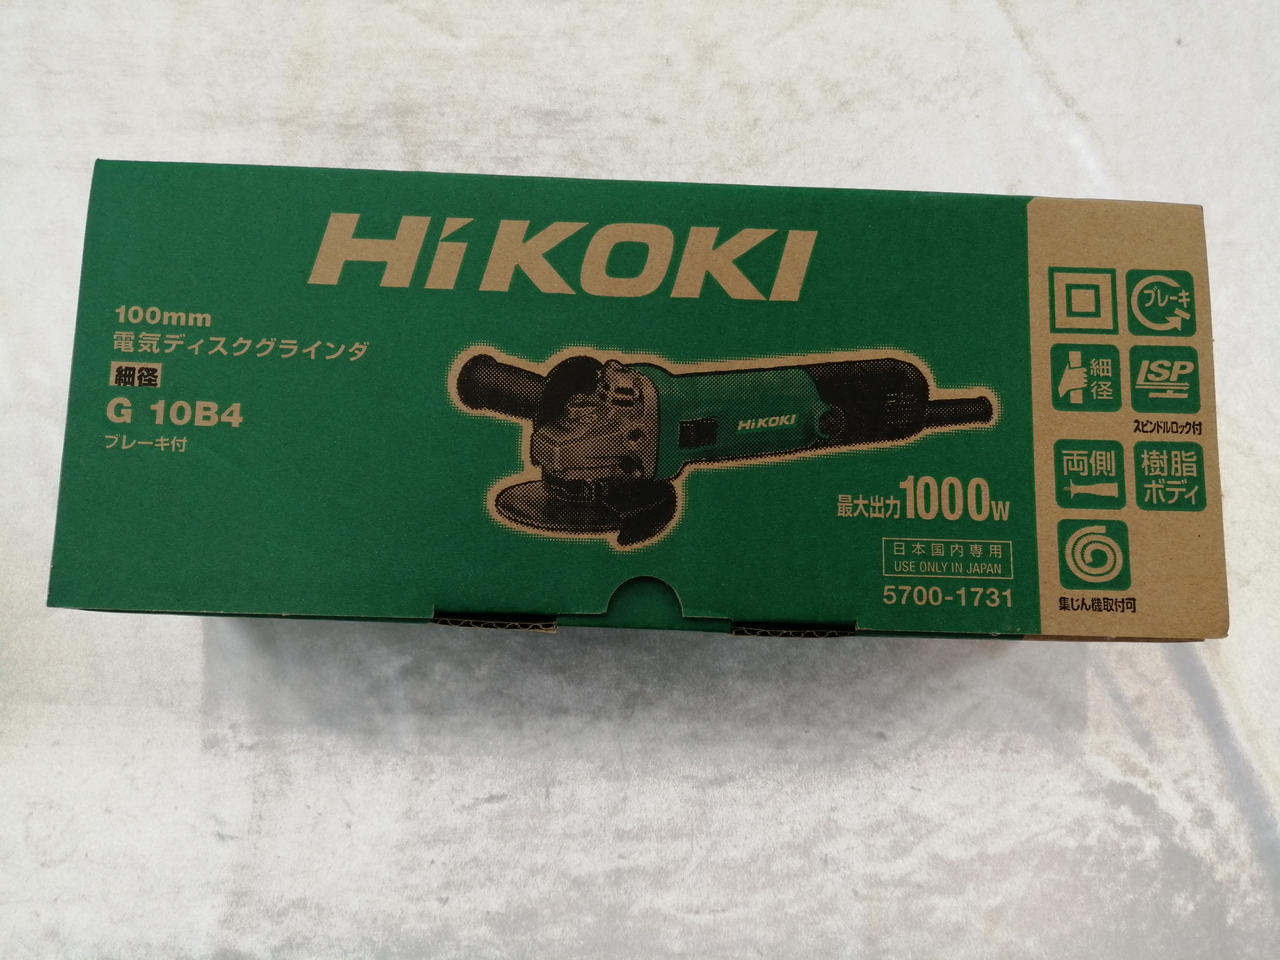 HiKOKI
100mm
電気ディスクグラインダ
細径
G 10B4
ブレーキ付
HiKOKI
最大出力1000W
日本国内専用
USE ONLY IN JAPAN
5700-1731
ブレーキ
細径
LSP
スピンドルロック付
両側
樹脂
ボディ
集じん機取付可